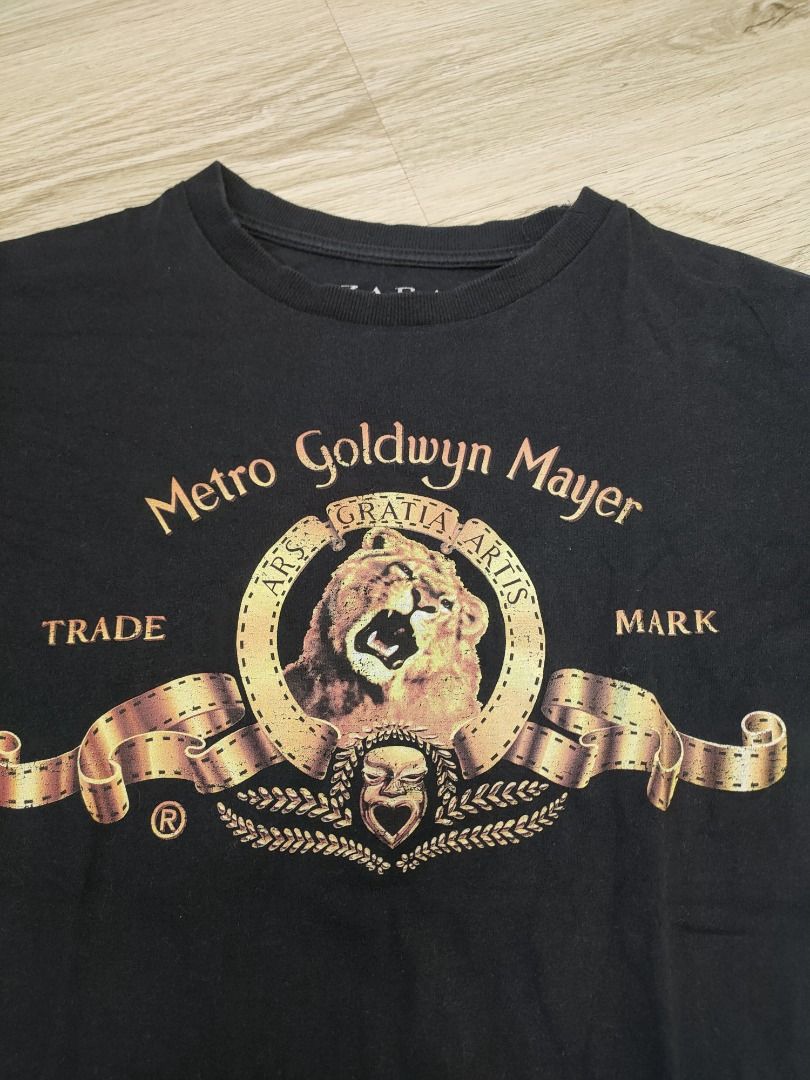 Metro Goldwyn Mayer
ARS GRATIA ARTIS
TRADE MARK
®